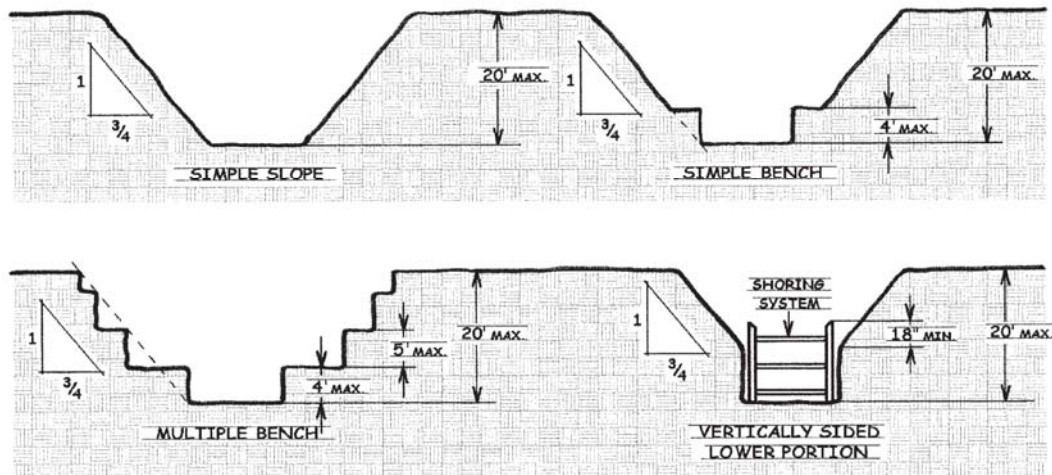 1
3/4
20' MAX.
SIMPLE SLOPE
1
3/4
20' MAX.
4' MAX.
SIMPLE BENCH
1
3/4
20' MAX.
5' MAX.
4' MAX.
MULTIPLE BENCH
1
3/4
SHORING
SYSTEM
18" MIN.
20' MAX.
VERTICALLY SIDED
LOWER PORTION